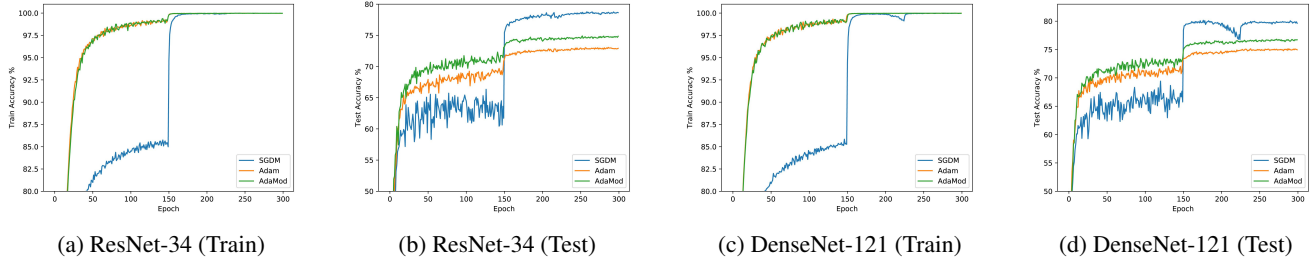 100.0
97.5
95.0
92.5
90.0
87.5
85.0
82.5
80.0
Train Accuracy %
0 50 100 150 200 250 300
Epoch
SGDM
Adam
AdaMod
(a) ResNet-34 (Train)
80
75
70
65
60
55
50
Test Accuracy %
0 50 100 150 200 250 300
Epoch
SGDM
Adam
AdaMod
(b) ResNet-34 (Test)
100.0
97.5
95.0
92.5
90.0
87.5
85.0
82.5
80.0
Train Accuracy %
0 50 100 150 200 250 300
Epoch
SGDM
Adam
AdaMod
(c) DenseNet-121 (Train)
80
75
70
65
60
55
50
Test Accuracy %
0 50 100 150 200 250 300
Epoch
SGDM
Adam
AdaMod
(d) DenseNet-121 (Test)